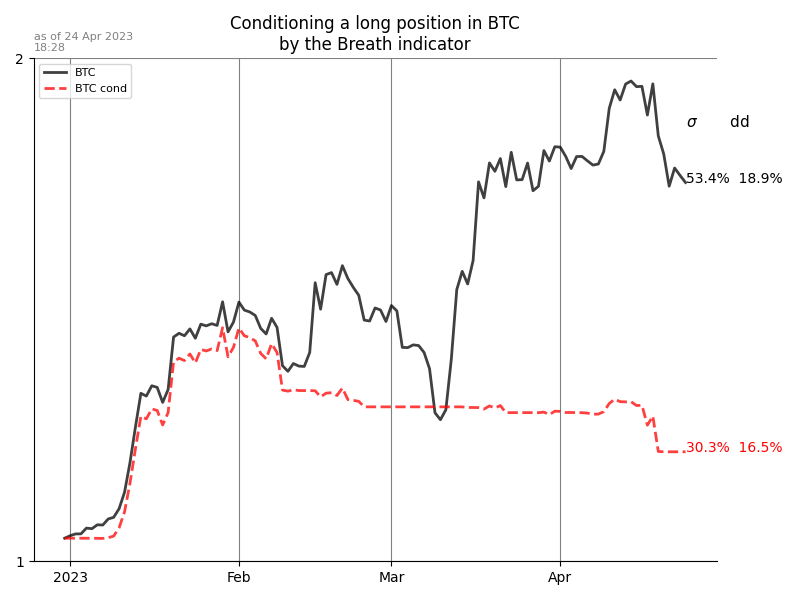 Conditioning a long position in BTC
by the Breath indicator
as of 24 Apr 2023
18:28
2
BTC
BTC cond
σ dd
53.4% 18.9%
30.3% 16.5%
1
2023 Feb Mar Apr